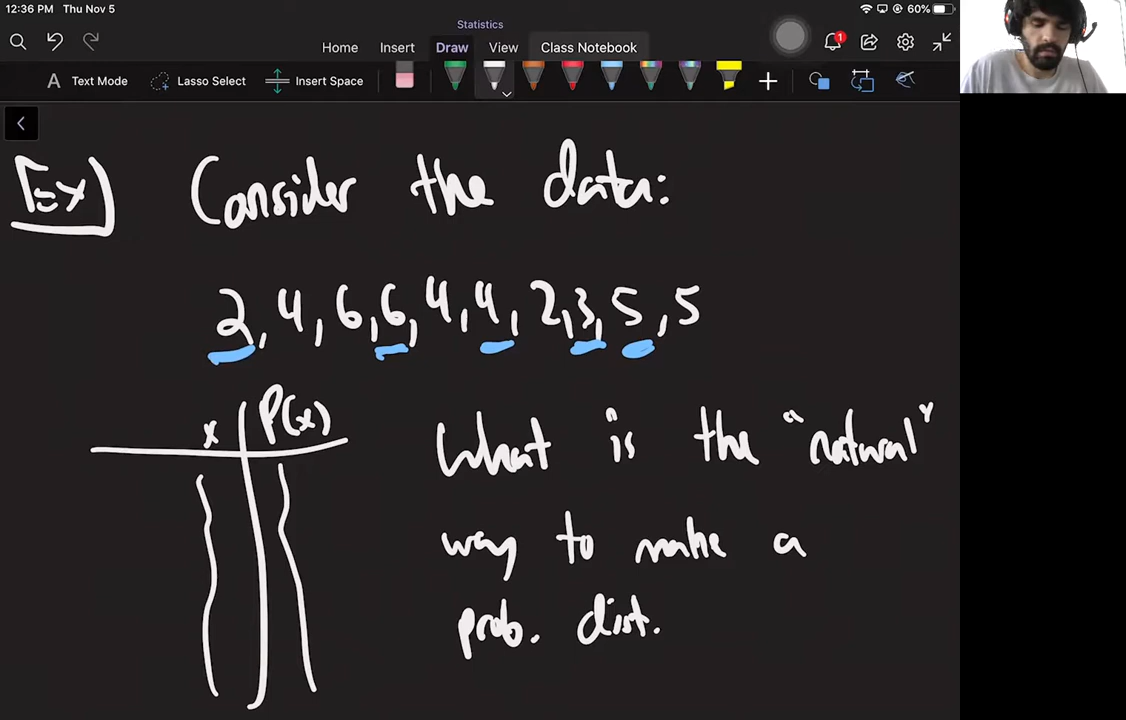 12:36 PM Thu Nov 5
60%
Statistics
Home Insert Draw View Class Notebook
1
A Text Mode Lasso Select Insert Space
Ex) Consider the data:
2, 4, 6, 6, 4, 4, 2, 3, 5, 5
x P(x)
What is the "natural"
way to make a
prob. dist.